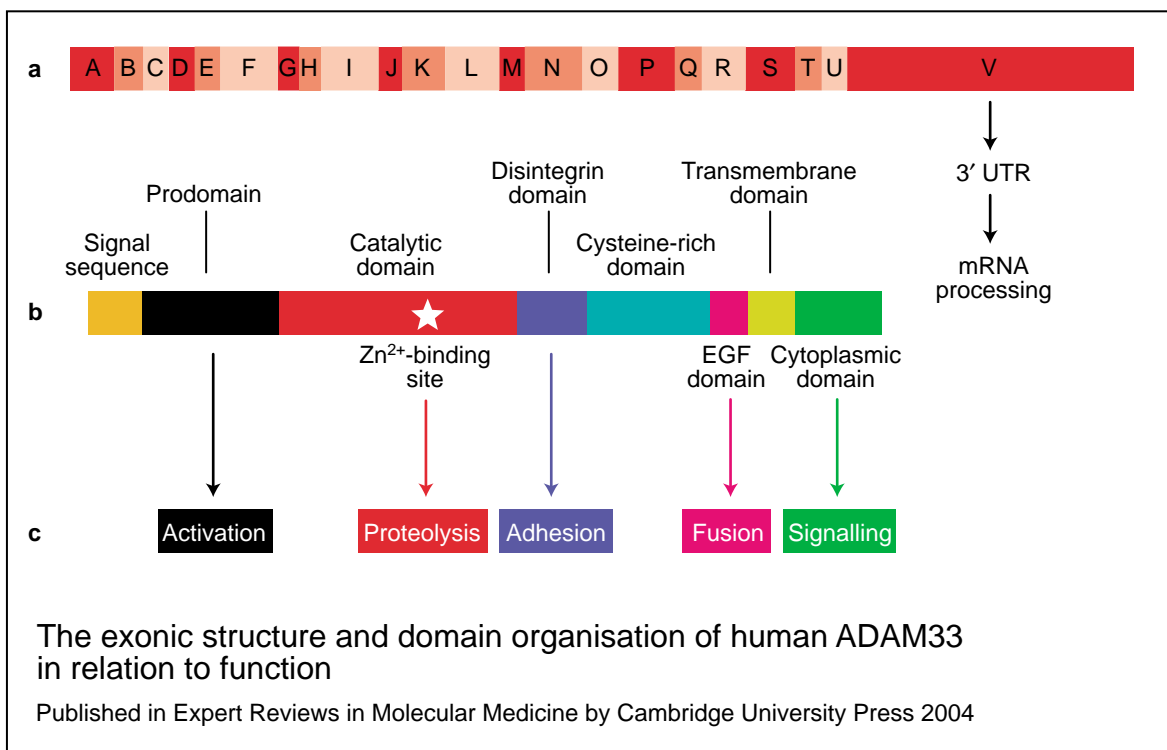 a A B C D E F G H I J K L M N O P Q R S T U V
3′ UTR
mRNA
processing
Prodomain
Disintegrin
domain
Transmembrane
domain
Signal
sequence
Catalytic
domain
Cysteine-rich
domain
b
Zn²⁺-binding
site
EGF
domain
Cytoplasmic
domain
c Activation Proteolysis Adhesion Fusion Signalling
The exonic structure and domain organisation of human ADAM33
in relation to function
Published in Expert Reviews in Molecular Medicine by Cambridge University Press 2004